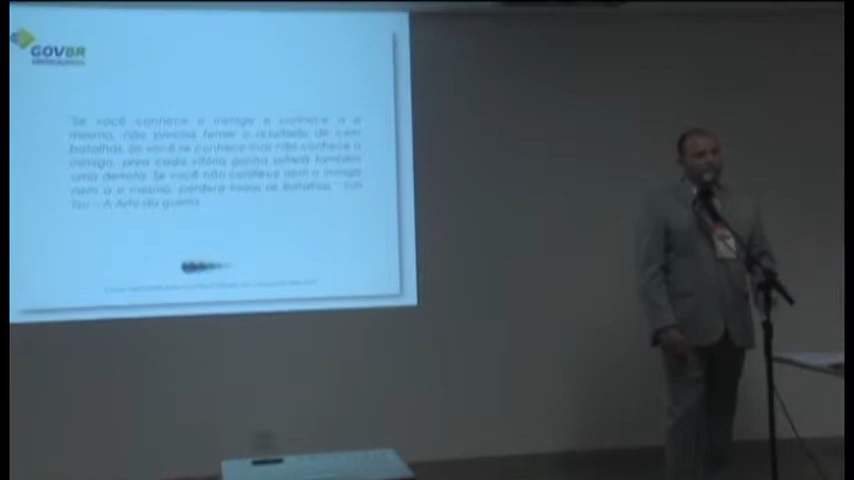 GOVBR
"Se você conhece o inimigo e conhece a si
mesmo, não precisa temer o resultado de cem
batalhas. Se você se conhece mas não conhece o
inimigo, para cada vitória ganha sofrerá também
uma derrota. Se você não conhece nem o inimigo
nem a si mesmo, perderá todas as batalhas." Sun
Tzu – A Arte da guerra